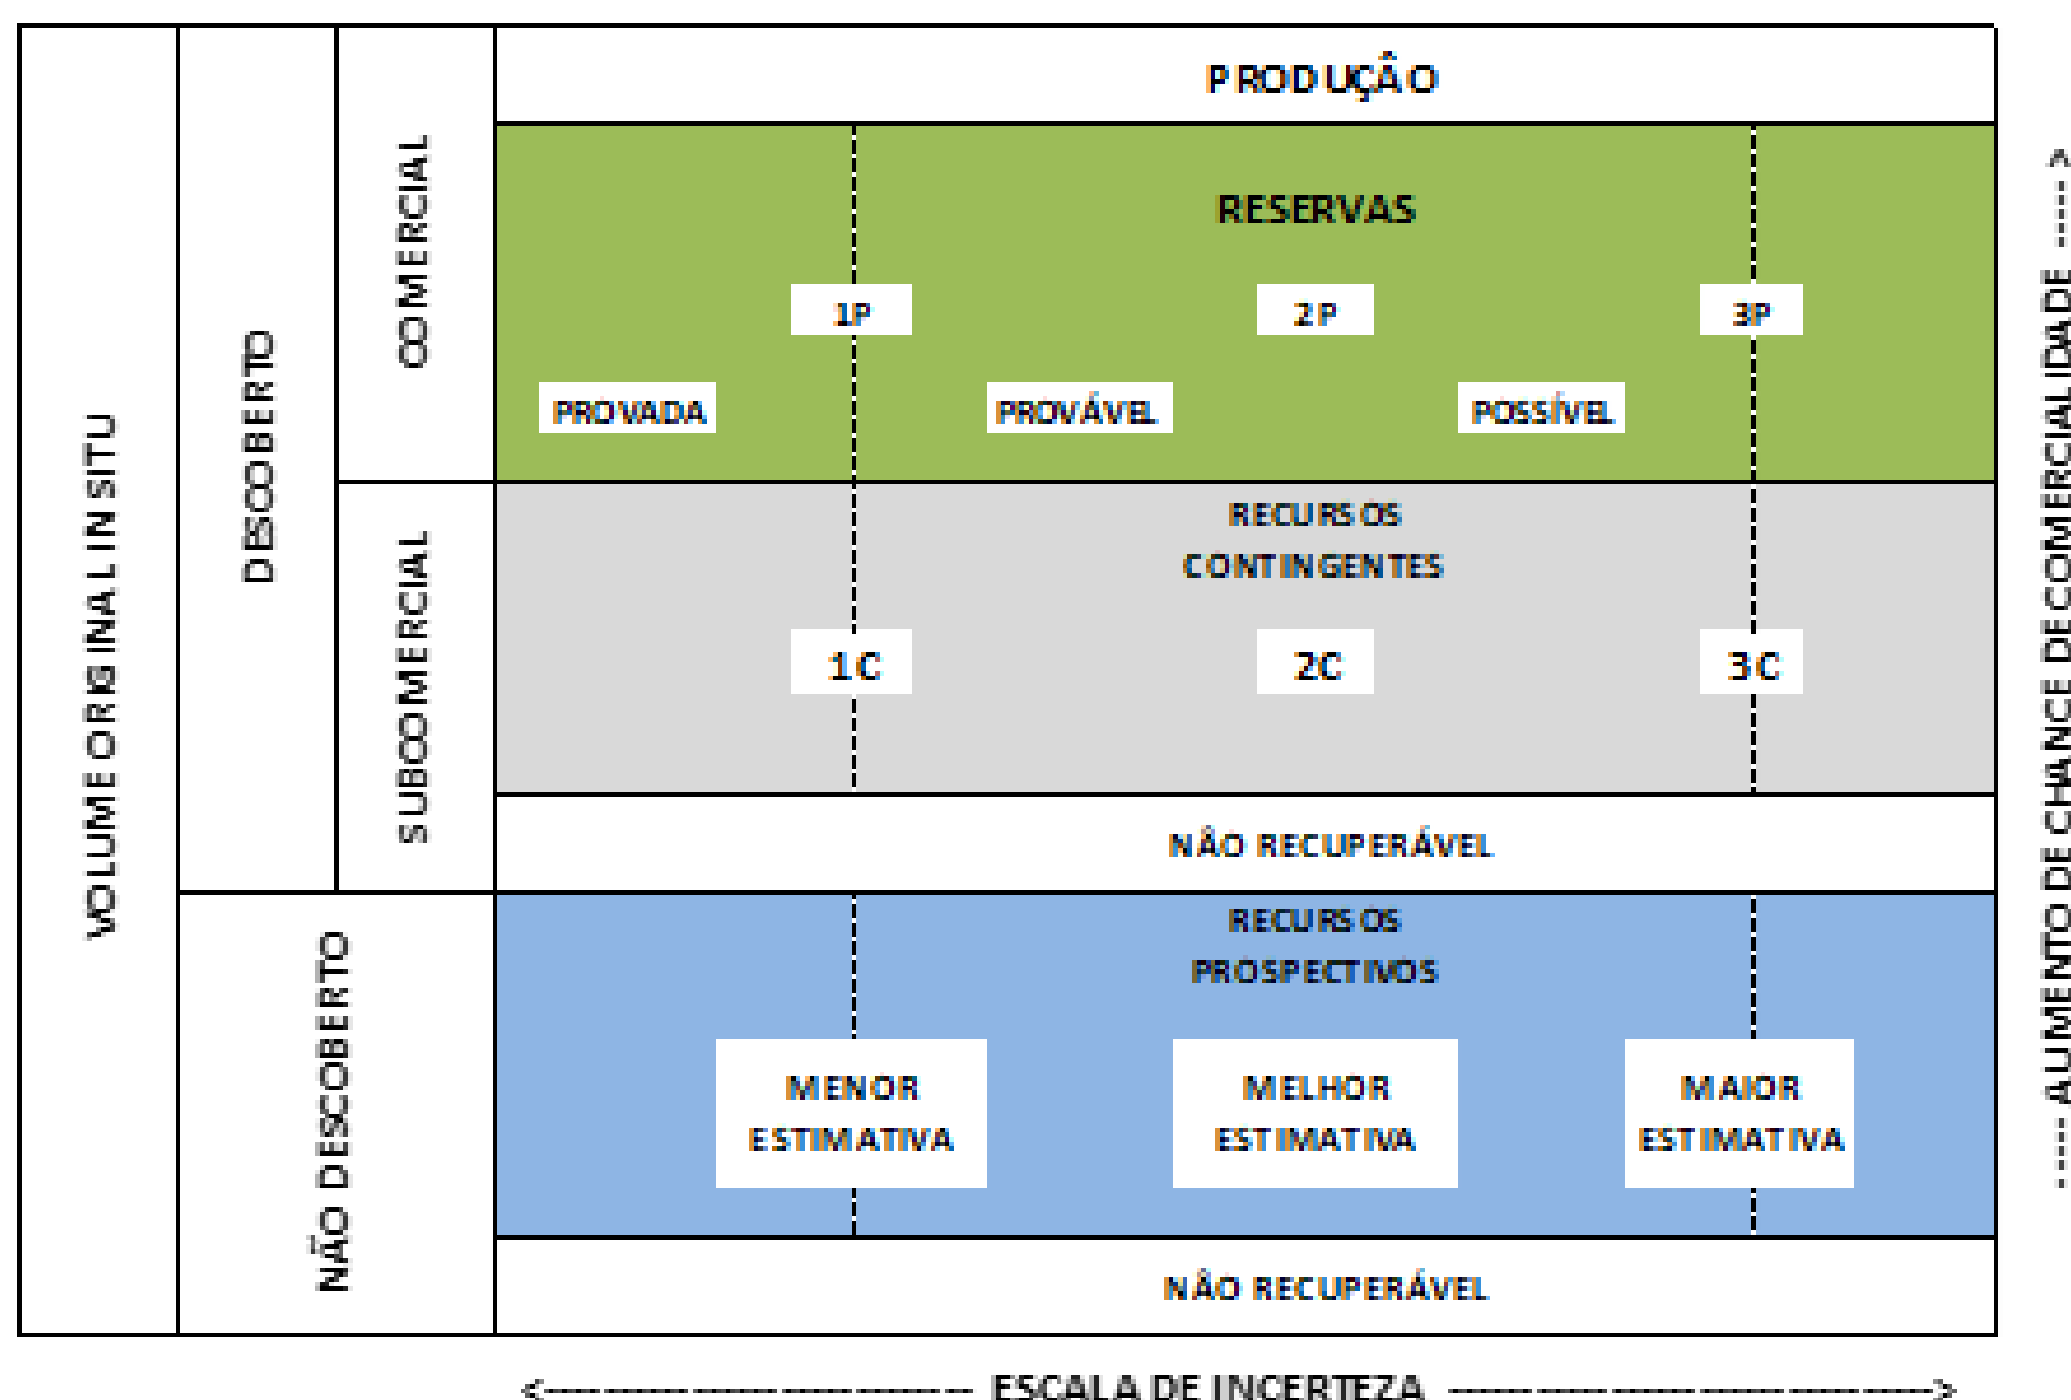 VOLUME ORIGINAL IN SITU
DESCOBERTO
COMERCIAL
PRODUÇÃO
RESERVAS
1P
2P
3P
PROVADA
PROVÁVEL
POSSÍVEL
SUBCOMERCIAL
RECURSOS
CONTINGENTES
1C
2C
3C
NÃO RECUPERÁVEL
NÃO DESCOBERTO
RECURSOS
PROSPECTIVOS
MENOR
ESTIMATIVA
MELHOR
ESTIMATIVA
MAIOR
ESTIMATIVA
NÃO RECUPERÁVEL
<---------------------- ESCALA DE INCERTEZA ---------------------->
----- AUMENTO DE CHANCE DE COMERCIALIDADE ----->